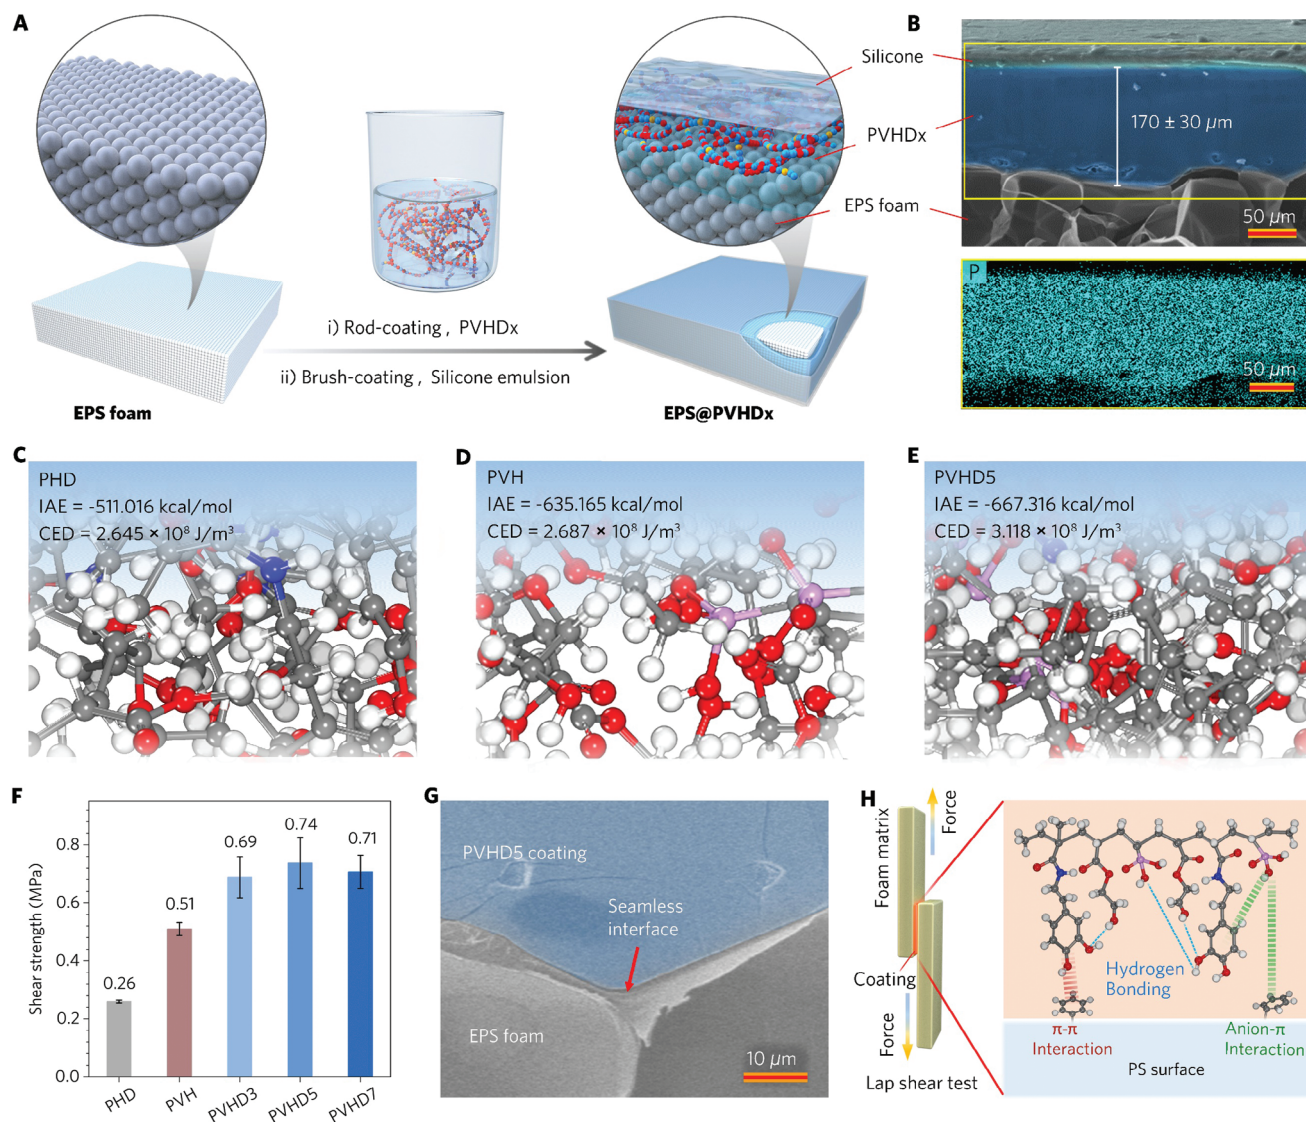 A
EPS foam
i) Rod-coating , PVHDx
ii) Brush-coating , Silicone emulsion
EPS@PVHDx
Silicone
PVHDx
EPS foam
B
170 ± 30 µm
50 µm
P
50 µm
C
PHD
IAE = -511.016 kcal/mol
CED = 2.645 × 10⁸ J/m³
D
PVH
IAE = -635.165 kcal/mol
CED = 2.687 × 10⁸ J/m³
E
PVHD5
IAE = -667.316 kcal/mol
CED = 3.118 × 10⁸ J/m³
F
Shear strength (MPa)
0.8
0.6
0.4
0.2
0.0
0.26
0.51
0.69
0.74
0.71
PHD
PVH
PVHD3
PVHD5
PVHD7
G
PVHD5 coating
Seamless
interface
EPS foam
10 µm
H
Foam matrix
Force
Coating
Force
Lap shear test
Hydrogen
Bonding
π-π
Interaction
Anion-π
Interaction
PS surface